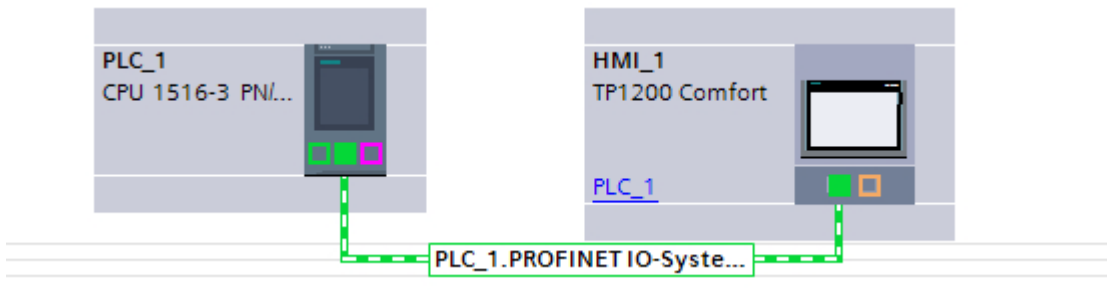 PLC_1
CPU 1516-3 PN/...
HMI_1
TP1200 Comfort
PLC_1
PLC_1.PROFINET IO-Syste...